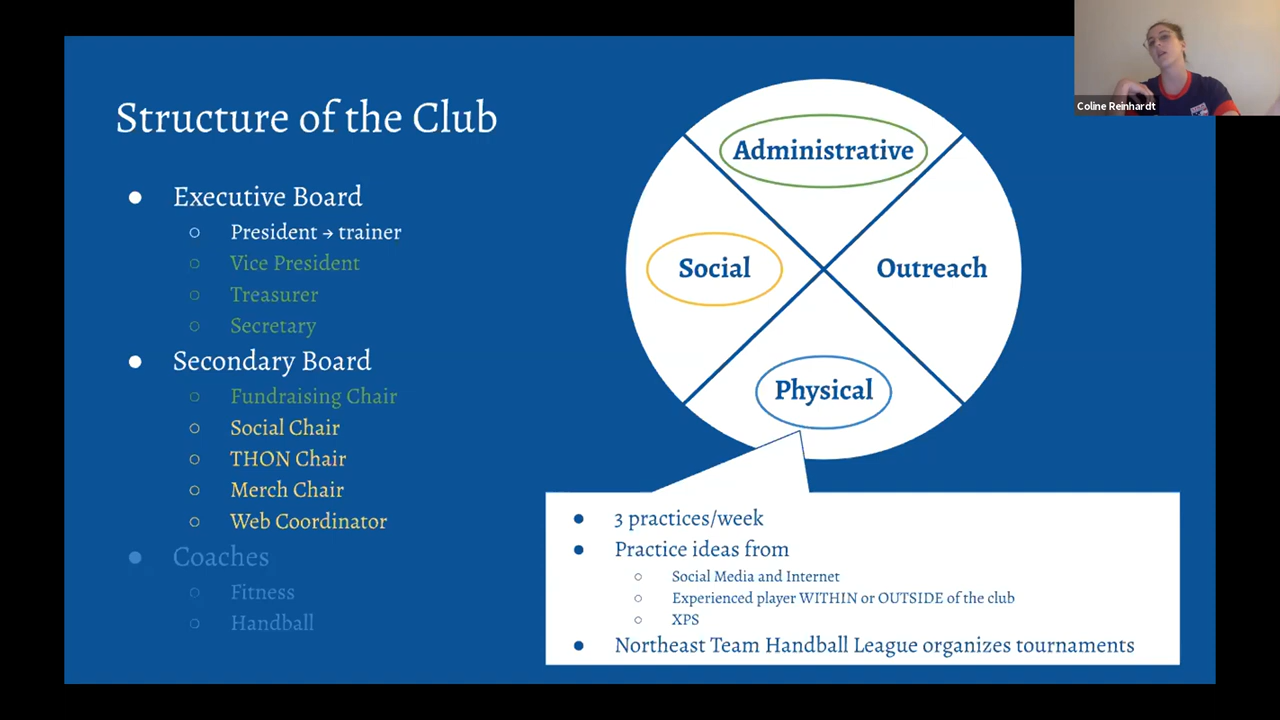 Coline Reinhardt
Structure of the Club
Executive Board
President → trainer
Vice President
Treasurer
Secretary
Secondary Board
Fundraising Chair
Social Chair
THON Chair
Merch Chair
Web Coordinator
Coaches
Fitness
Handball
Administrative
Social
Outreach
Physical
3 practices/week
Practice ideas from
Social Media and Internet
Experienced player WITHIN or OUTSIDE of the club
XPS
Northeast Team Handball League organizes tournaments